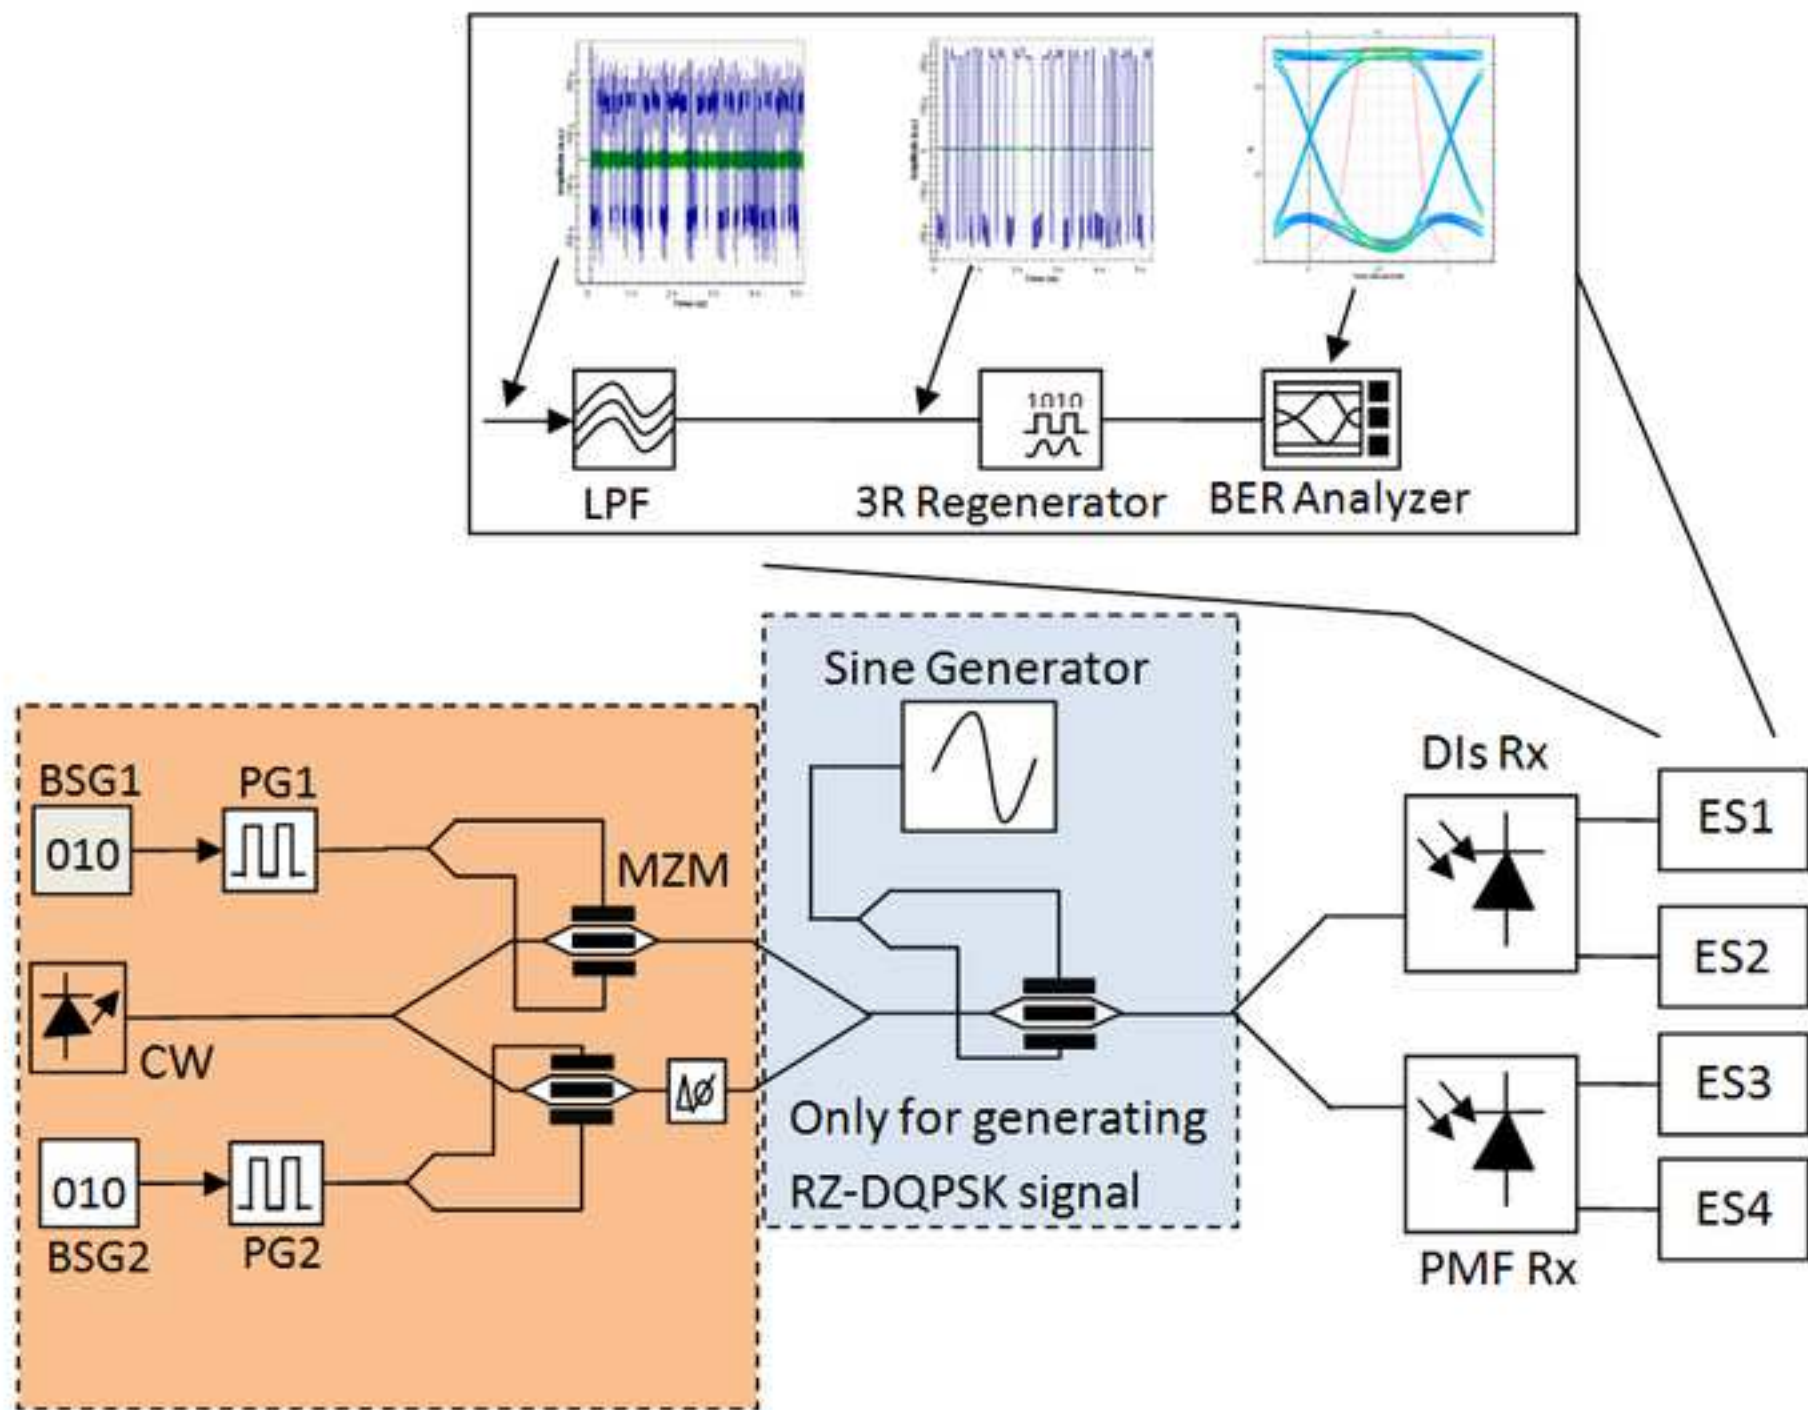 LPF
1010
3R Regenerator
BER Analyzer
Sine Generator
BSG1
010
PG1
MZM
CW
Δø
010
BSG2
PG2
Only for generating
RZ-DQPSK signal
DIs Rx
ES1
ES2
ES3
ES4
PMF Rx